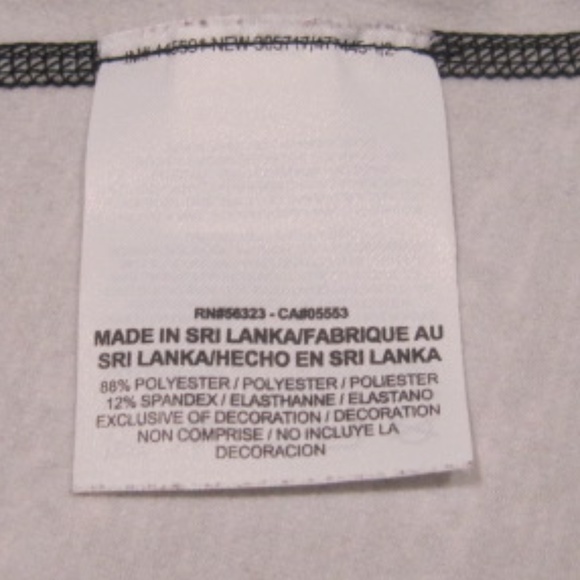 RN#56323 - CA#05553
MADE IN SRI LANKA/FABRIQUE AU
SRI LANKA/HECHO EN SRI LANKA
88% POLYESTER / POLYESTER / POLIESTER
12% SPANDEX / ELASTHANNE / ELASTANO
EXCLUSIVE OF DECORATION / DECORATION
NON COMPRISE / NO INCLUYE LA
DECORACION